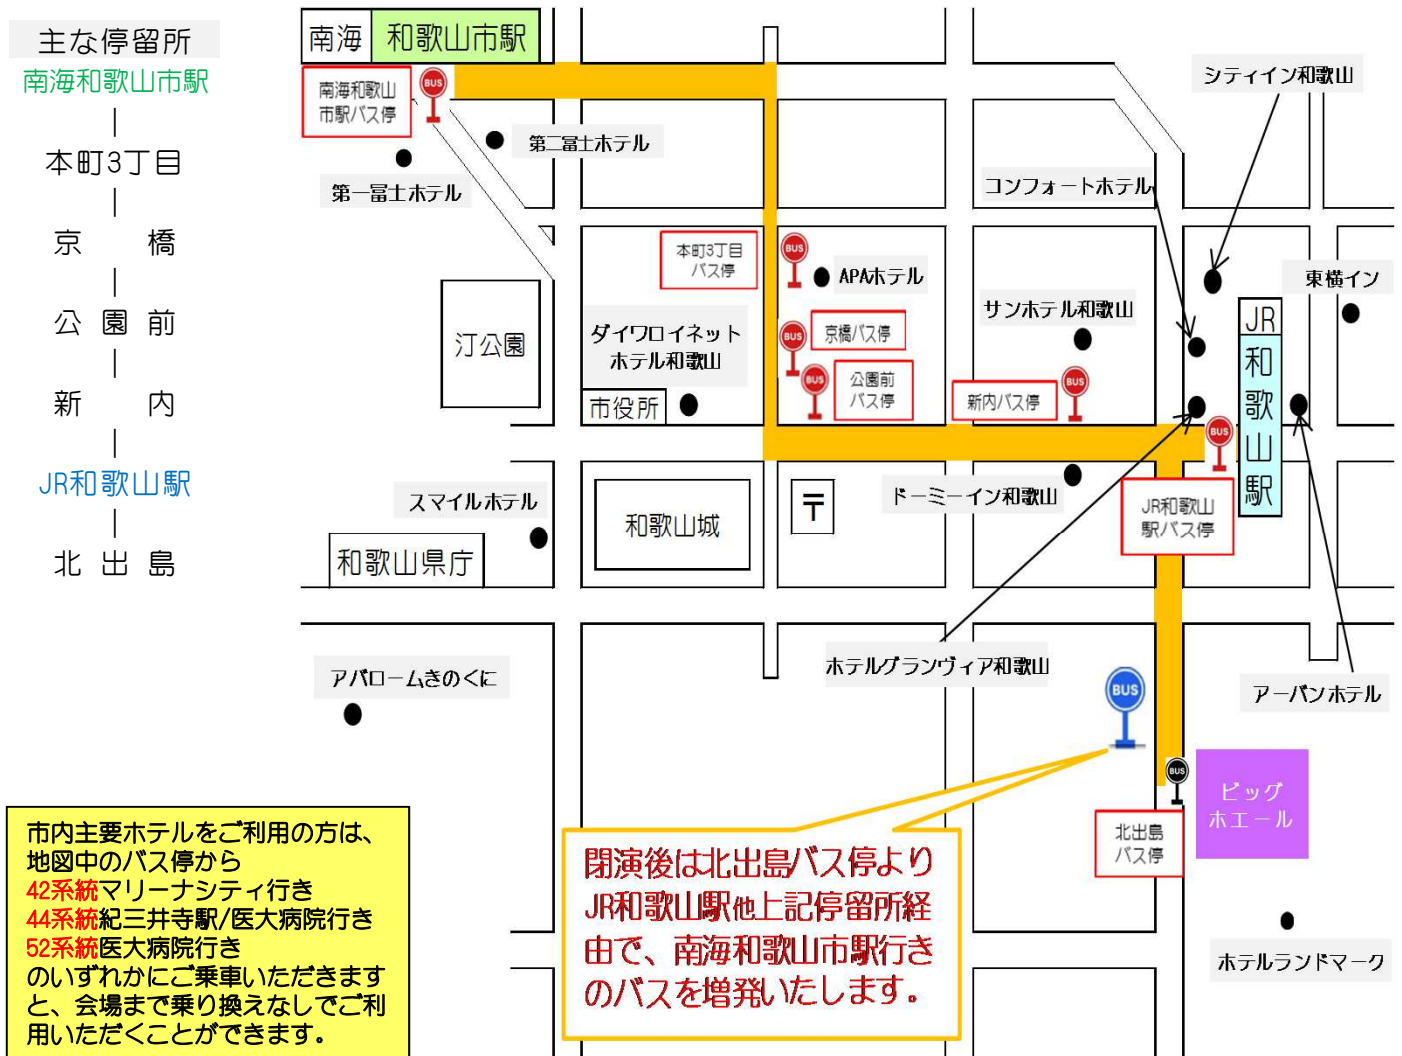 主な停留所
南海和歌山市駅
本町3丁目
京橋
公園前
新内
JR和歌山駅
北出島
南海 和歌山市駅
南海和歌山
市駅バス停
BUS
第二冨士ホテル
第一冨士ホテル
シティイン和歌山
コンフォートホテル
本町3丁目
バス停
BUS
APAホテル
東横イン
サンホテル和歌山
JR
和歌山駅
汀公園
ダイワロイネット
ホテル和歌山
BUS
京橋バス停
BUS
公園前
バス停
新内バス停
BUS
市役所
BUS
スマイルホテル
和歌山城
〒
ドーミーイン和歌山
JR和歌山
駅バス停
和歌山県庁
ホテルグランヴィア和歌山
アバロームきのくに
BUS
アーバンホテル
BUS
ビッグ
ホエール
北出島
バス停
ホテルランドマーク
市内主要ホテルをご利用の方は、
地図中のバス停から
42系統マリーナシティ行き
44系統紀三井寺駅/医大病院行き
52系統医大病院行き
のいずれかにご乗車いただきます
と、会場まで乗り換えなしでご利
用いただくことができます。
閉演後は北出島バス停より
JR和歌山駅他上記停留所経
由で、南海和歌山市駅行き
のバスを増発いたします。